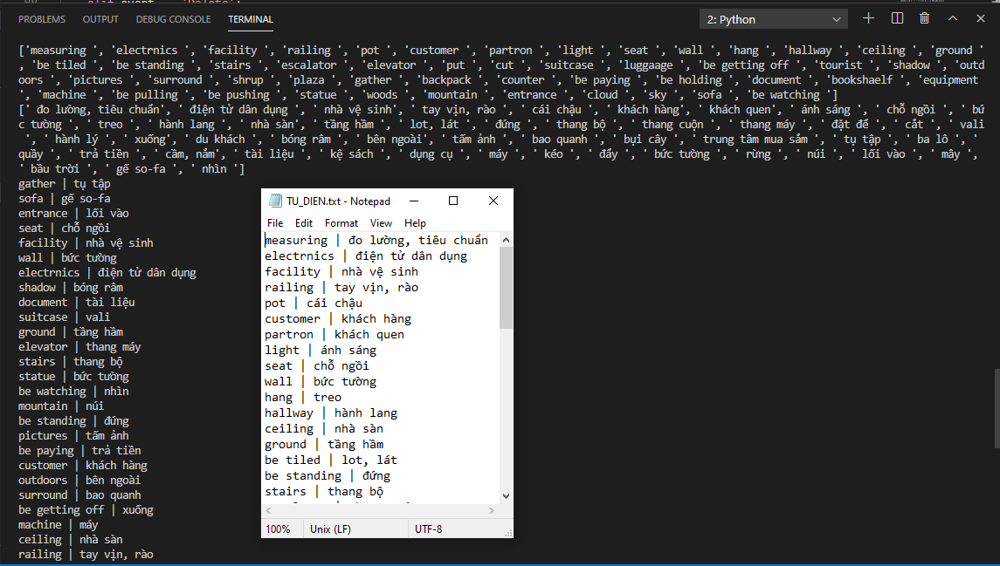 PROBLEMS OUTPUT DEBUG CONSOLE TERMINAL 2: Python
['measuring ', 'electrnics ', 'facility ', 'railing ', 'pot ', 'customer ', 'partron ', 'light ', 'seat ', 'wall ', 'hang ', 'hallway ', 'ceiling ', 'ground '
, 'be tiled ', 'be standing ', 'stairs ', 'escalator ', 'elevator ', 'put ', 'cut ', 'suitcase ', 'luggaage ', 'be getting off ', 'tourist ', 'shadow ', 'outd
oors ', 'pictures ', 'surround ', 'shrup ', 'plaza ', 'gather ', 'backpack ', 'counter ', 'be paying ', 'be holding ', 'document ', 'bookshaelf ', 'equipment
', 'machine ', 'be pulling ', 'be pushing ', 'statue ', 'woods ', 'mountain ', 'entrance ', 'cloud ', 'sky ', 'sofa ', 'be watching ']
[' đo lường, tiêu chuẩn', ' điện tử dân dụng ', ' nhà vệ sinh', ' tay vịn, rào ', ' cái chậu ', ' khách hàng', ' khách quen', ' ánh sáng ', ' chỗ ngồi ', ' bứ
c tường ', ' treo ', ' hành lang ', ' nhà sàn', ' tầng hầm ', ' lot, lát ', ' đứng ', ' thang bộ ', ' thang cuộn ', ' thang máy ', ' đặt để ', ' cắt ', ' vali
', ' hành lý ', ' xuống', ' du khách ', ' bóng râm ', ' bên ngoài', ' tấm ảnh ', ' bao quanh ', ' bụi cây ', ' trung tâm mua sắm ', ' tụ tập ', ' ba lô ', '
quầy ', ' trả tiền ', ' cầm, nắm', ' tài liệu ', ' kệ sách ', ' dụng cụ ', ' máy ', ' kéo ', ' đẩy ', ' bức tường ', ' rừng ', ' núi ', ' lối vào ', ' mây ',
' bầu trời ', ' gế so-fa ', ' nhìn ']
gather | tụ tập
sofa | gế so-fa
entrance | lối vào
seat | chỗ ngồi
facility | nhà vệ sinh
wall | bức tường
electrnics | điện tử dân dụng
shadow | bóng râm
document | tài liệu
suitcase | vali
ground | tầng hầm
elevator | thang máy
stairs | thang bộ
statue | bức tường
be watching | nhìn
mountain | núi
be standing | đứng
pictures | tấm ảnh
be paying | trả tiền
customer | khách hàng
outdoors | bên ngoài
surround | bao quanh
be getting off | xuống
machine | máy
ceiling | nhà sàn
railing | tay vịn, rào
TU_DIEN.txt - Notepad
File Edit Format View Help
measuring | đo lường, tiêu chuẩn
electrnics | điện tử dân dụng
facility | nhà vệ sinh
railing | tay vịn, rào
pot | cái chậu
customer | khách hàng
partron | khách quen
light | ánh sáng
seat | chỗ ngồi
wall | bức tường
hang | treo
hallway | hành lang
ceiling | nhà sàn
ground | tầng hầm
be tiled | lot, lát
be standing | đứng
stairs | thang bộ
100% Unix (LF) UTF-8